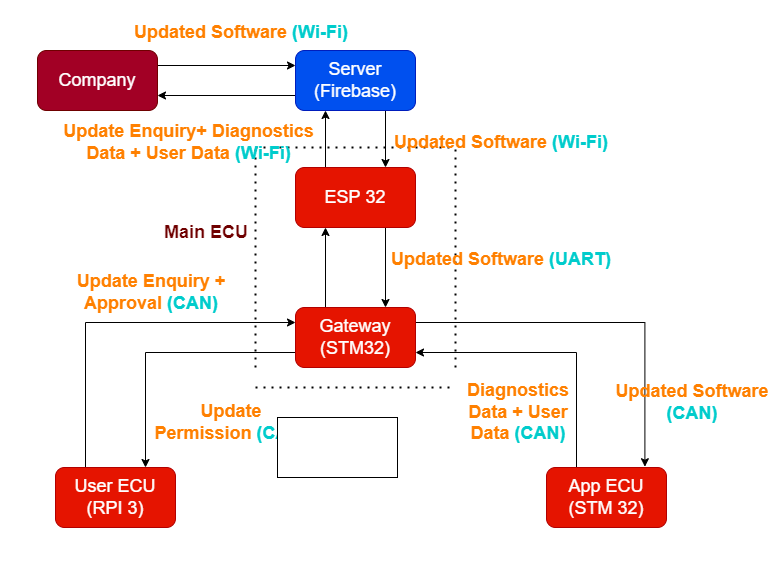 Updated Software (Wi-Fi)
Company
Server
(Firebase)
Update Enquiry+ Diagnostics
Data + User Data (Wi-Fi)
Updated Software (Wi-Fi)
ESP 32
Main ECU
Updated Software (UART)
Update Enquiry +
Approval (CAN)
Gateway
(STM32)
Update
Permission
Diagnostics
Data + User
Data (CAN)
Updated Software
(CAN)
User ECU
(RPI 3)
App ECU
(STM 32)